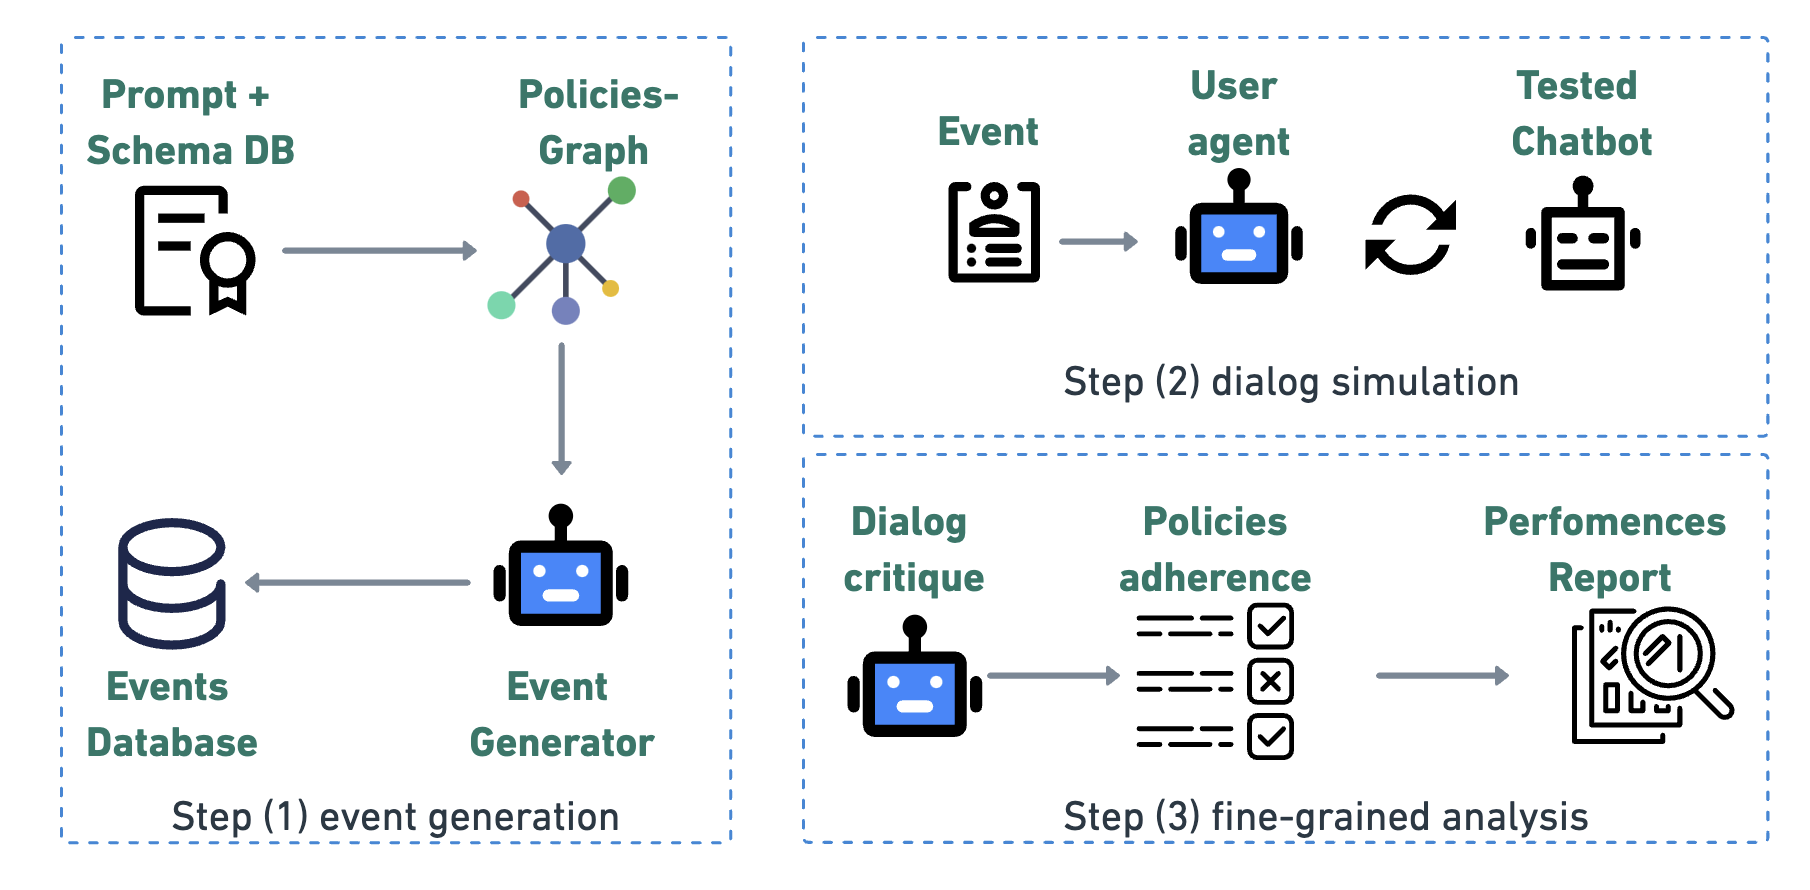 Prompt +
Schema DB
Policies-
Graph
Events
Database
Event
Generator
Step (1) event generation
Event
User
agent
Tested
Chatbot
Step (2) dialog simulation
Dialog
critique
Policies
adherence
Perfomences
Report
Step (3) fine-grained analysis